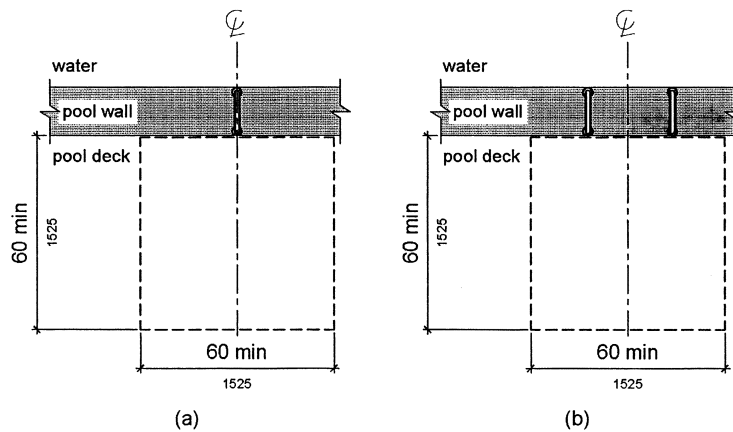 ℄
water
pool wall
pool deck
60 min
1525
60 min
1525
(a)
℄
water
pool wall
pool deck
60 min
1525
60 min
1525
(b)